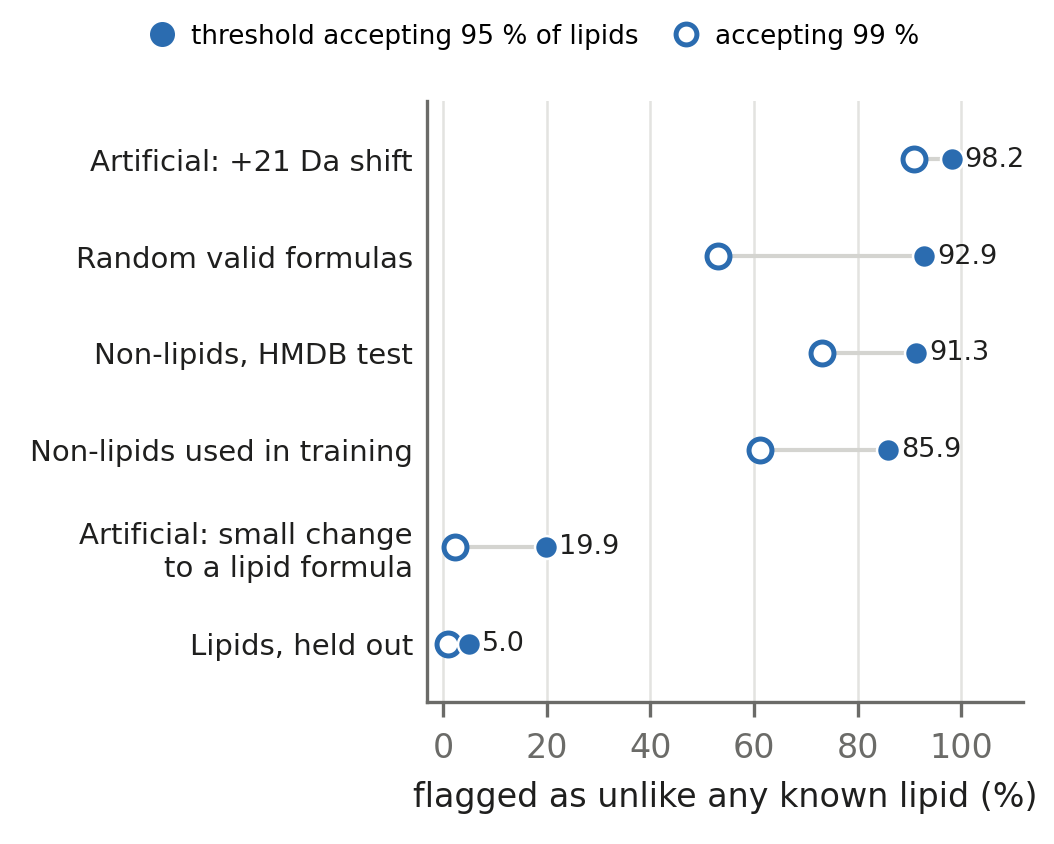 threshold accepting 95 % of lipids
accepting 99 %
Artificial: +21 Da shift
98.2
Random valid formulas
92.9
Non-lipids, HMDB test
91.3
Non-lipids used in training
85.9
Artificial: small change
to a lipid formula
19.9
Lipids, held out
5.0
0 20 40 60 80 100
flagged as unlike any known lipid (%)